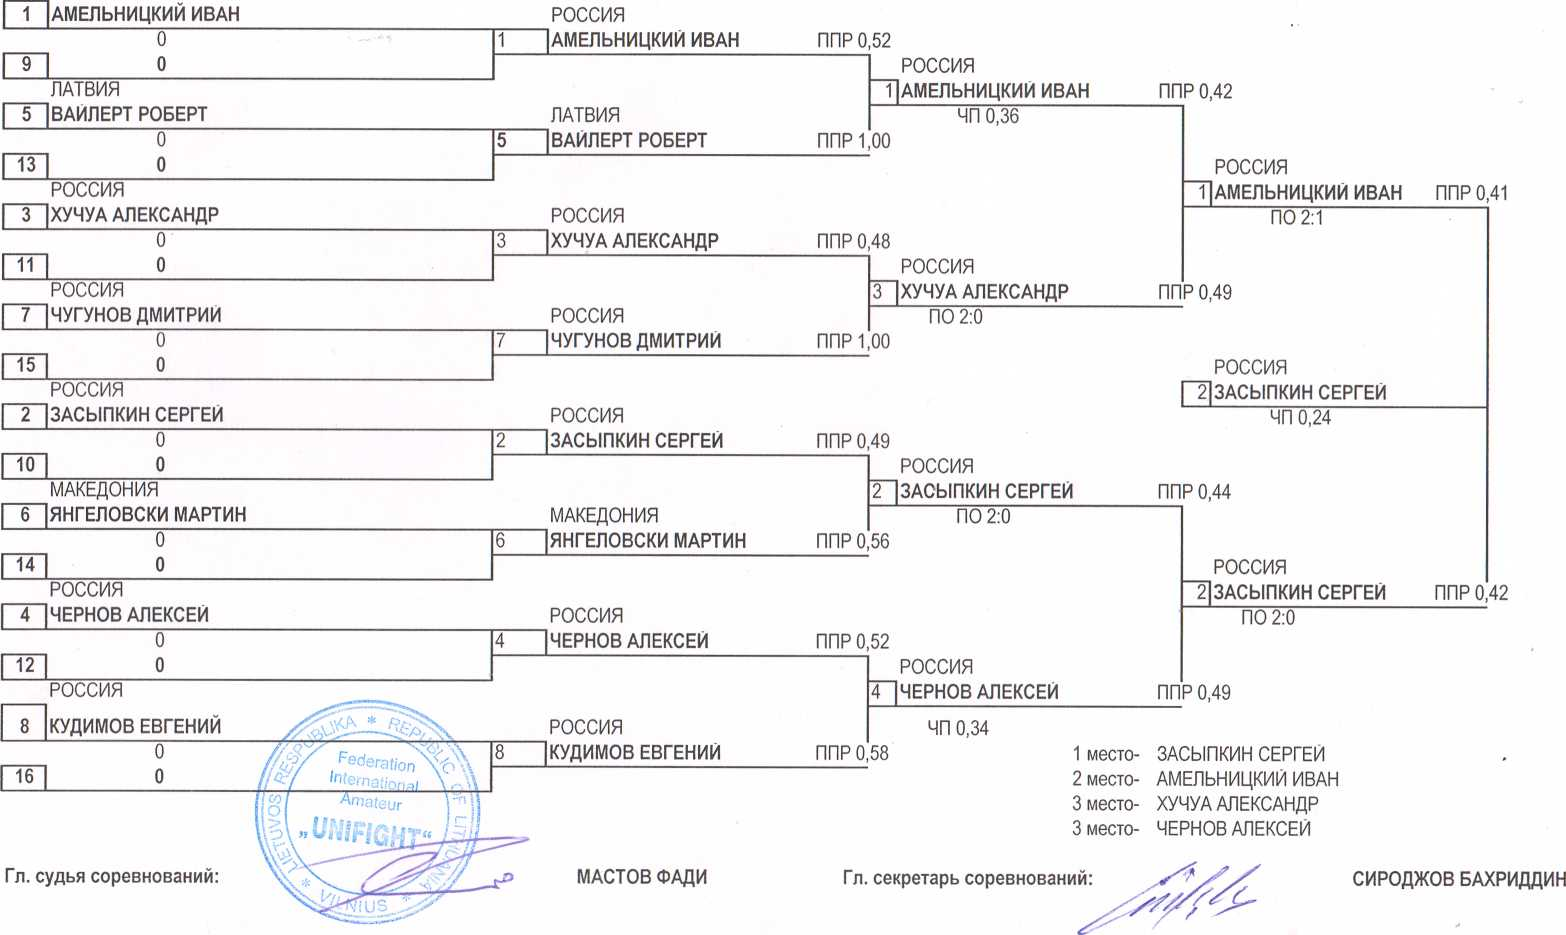 1 АМЕЛЬНИЦКИЙ ИВАН
0
9 0
ЛАТВИЯ
5 ВАЙЛЕРТ РОБЕРТ
0
13 0
РОССИЯ
3 ХУЧУА АЛЕКСАНДР
0
11 0
РОССИЯ
7 ЧУГУНОВ ДМИТРИЙ
0
15 0
РОССИЯ
2 ЗАСЫПКИН СЕРГЕЙ
0
10 0
МАКЕДОНИЯ
6 ЯНГЕЛОВСКИ МАРТИН
0
14 0
РОССИЯ
4 ЧЕРНОВ АЛЕКСЕЙ
0
12 0
РОССИЯ
8 КУДИМОВ ЕВГЕНИЙ
0
16 0
РОССИЯ
1 АМЕЛЬНИЦКИЙ ИВАН ППР 0,52
ЛАТВИЯ
5 ВАЙЛЕРТ РОБЕРТ ППР 1,00
РОССИЯ
3 ХУЧУА АЛЕКСАНДР ППР 0,48
РОССИЯ
7 ЧУГУНОВ ДМИТРИЙ ППР 1,00
РОССИЯ
2 ЗАСЫПКИН СЕРГЕЙ ППР 0,49
МАКЕДОНИЯ
6 ЯНГЕЛОВСКИ МАРТИН ППР 0,56
РОССИЯ
4 ЧЕРНОВ АЛЕКСЕЙ ППР 0,52
РОССИЯ
8 КУДИМОВ ЕВГЕНИЙ ППР 0,58
РОССИЯ
1 АМЕЛЬНИЦКИЙ ИВАН ППР 0,42
ЧП 0,36
РОССИЯ
3 ХУЧУА АЛЕКСАНДР ППР 0,49
ПО 2:0
РОССИЯ
2 ЗАСЫПКИН СЕРГЕЙ ППР 0,44
ПО 2:0
РОССИЯ
4 ЧЕРНОВ АЛЕКСЕЙ ППР 0,49
ЧП 0,34
РОССИЯ
1 АМЕЛЬНИЦКИЙ ИВАН ППР 0,41
ПО 2:1
РОССИЯ
2 ЗАСЫПКИН СЕРГЕЙ
ЧП 0,24
РОССИЯ
2 ЗАСЫПКИН СЕРГЕЙ ППР 0,42
ПО 2:0
1 место- ЗАСЫПКИН СЕРГЕЙ
2 место- АМЕЛЬНИЦКИЙ ИВАН
3 место- ХУЧУА АЛЕКСАНДР
3 место- ЧЕРНОВ АЛЕКСЕЙ
LIETUVOS RESPUBLIKA * REPUBLIC OF LITHUANIA * VILNIUS *
Federation
International
Amateur
„UNIFIGHT“
Гл. судья соревнований: МАСТОВ ФАДИ Гл. секретарь соревнований: СИРОДЖОВ БАХРИДДИН